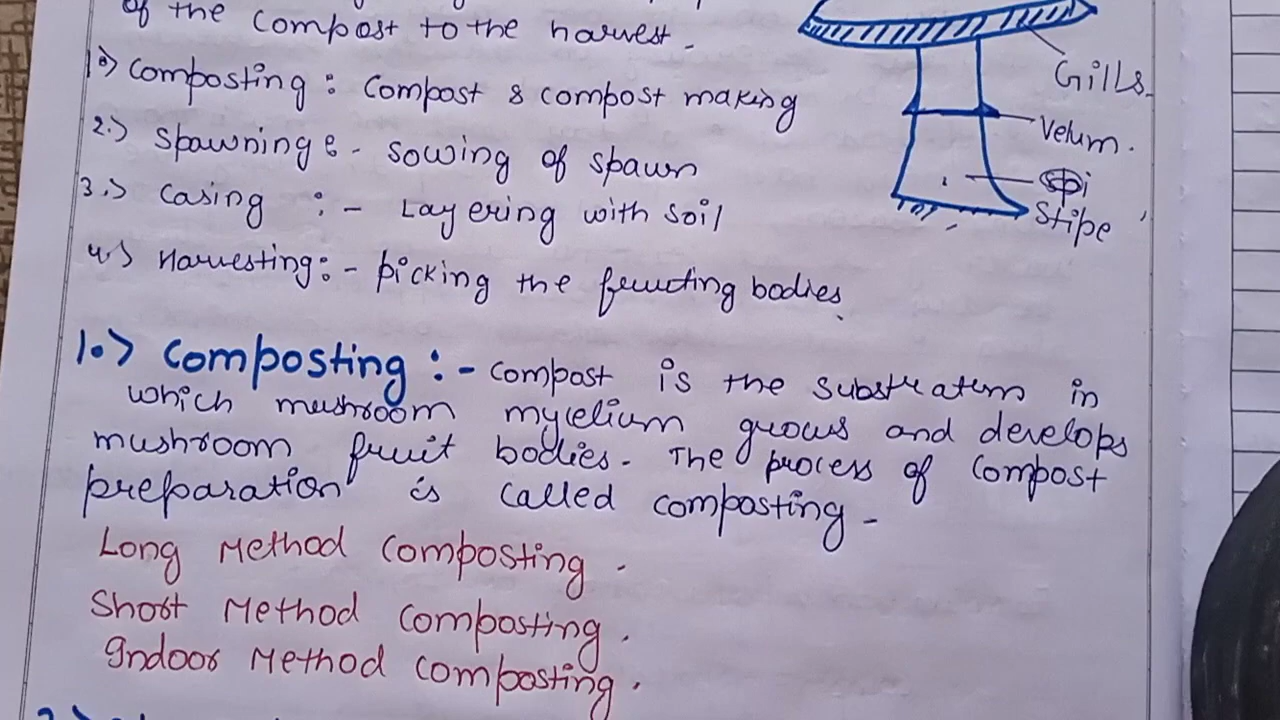 of the compost to the harvest -
1.) Composting : Compost & compost making
2.) Spawning :- Sowing of spawn
3.) Casing :- Layering with soil
4.) Harvesting :- picking the fructing bodies.
Gills
Velum.
Stipe
1.) Composting :- Compost is the substratum in
which mushroom mycelium grows and develops
mushroom fruit bodies. The process of compost
preparation is called composting -
Long Method Composting .
Short Method Composting .
Indoor Method Composting .